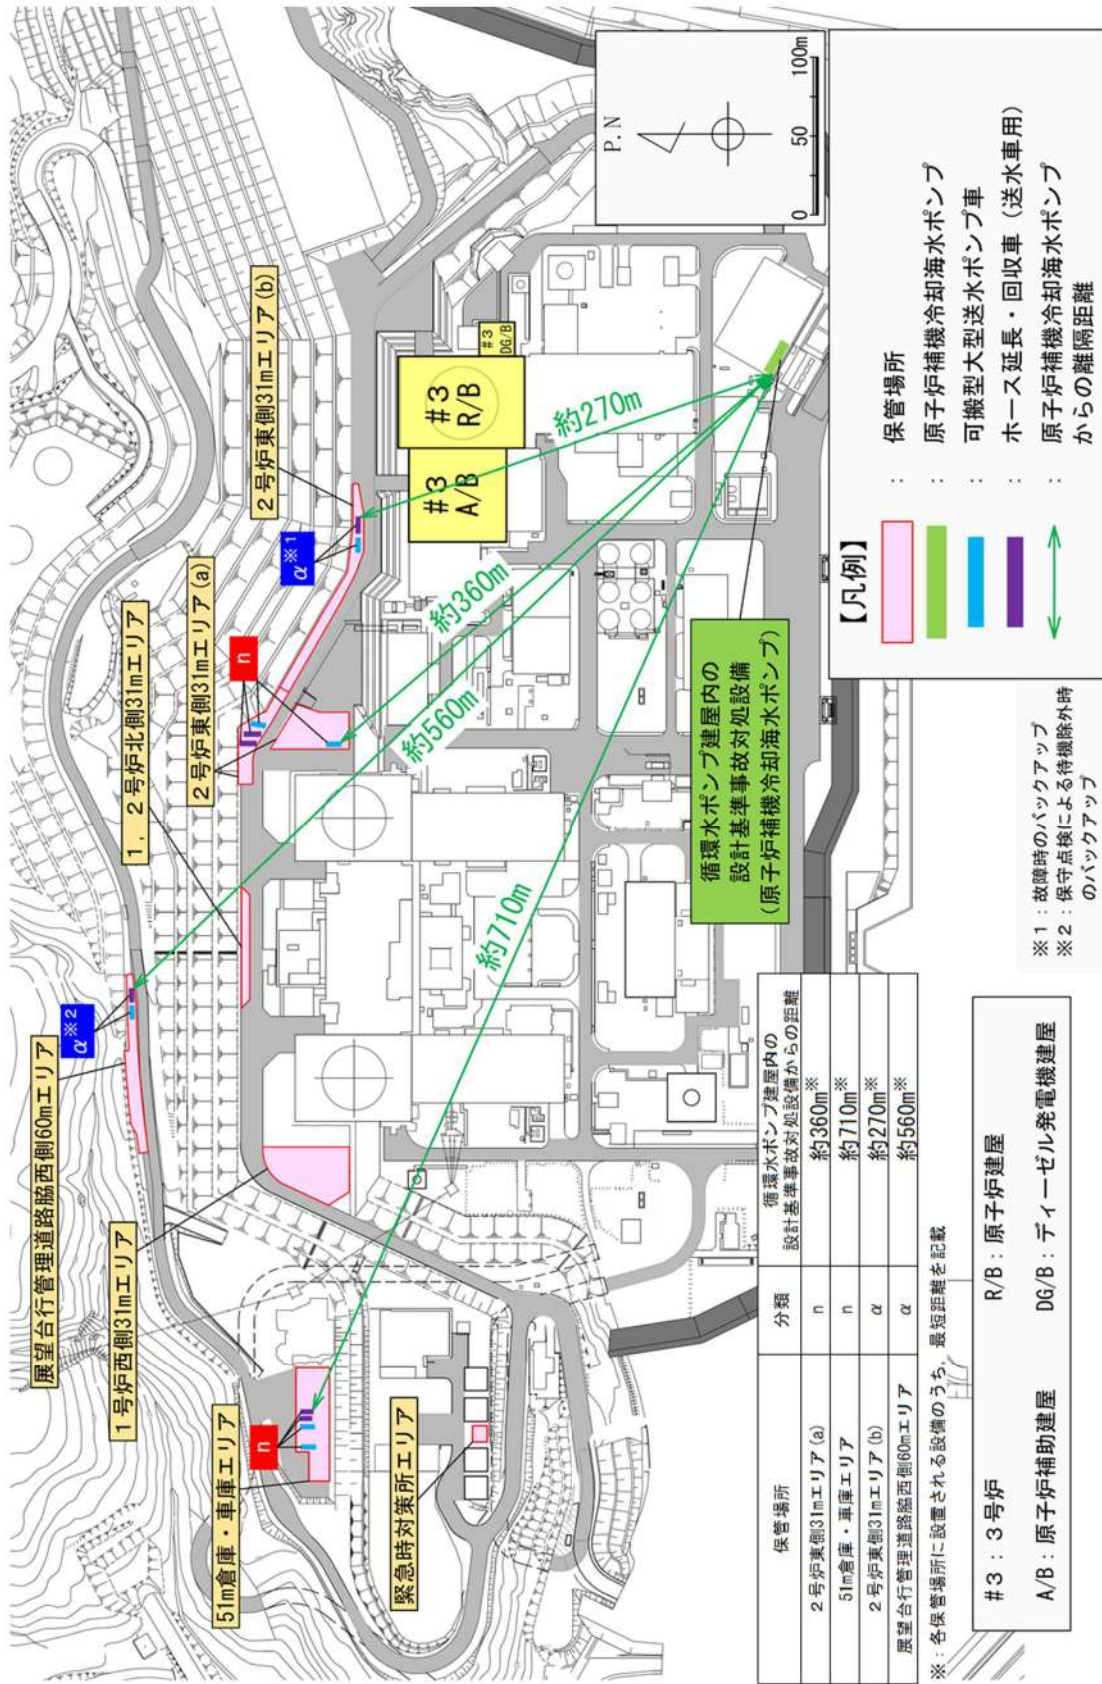 展望台行管理道路脇西側60mエリア
α※2
1，2号炉北側31mエリア
2号炉東側31mエリア(a)
n
α※1
2号炉東側31mエリア(b)
1号炉西側31mエリア
51m倉庫・車庫エリア
n
緊急時対策所エリア
#3
A/B
#3
R/B
#3
DG/B
約270m
約360m
約560m
約710m
循環水ポンプ建屋内の
設計基準事故対処設備
(原子炉補機冷却海水ポンプ)
P.N
0 50 100m
【凡例】
：保管場所
：原子炉補機冷却海水ポンプ
：可搬型大型送水ポンプ車
：ホース延長・回収車（送水車用）
：原子炉補機冷却海水ポンプ
からの離隔距離
※1：故障時のバックアップ
※2：保守点検による待機除外時
のバックアップ
保管場所 分類 循環水ポンプ建屋内の
設計基準事故対処設備からの距離
2号炉東側31mエリア(a) n 約360m※
51m倉庫・車庫エリア n 約710m※
2号炉東側31mエリア(b) α 約270m※
展望台行管理道路脇西側60mエリア α 約560m※
※：各保管場所に設置される設備のうち，最短距離を記載
#3：3号炉 R/B：原子炉建屋
A/B：原子炉補助建屋 DG/B：ディーゼル発電機建屋